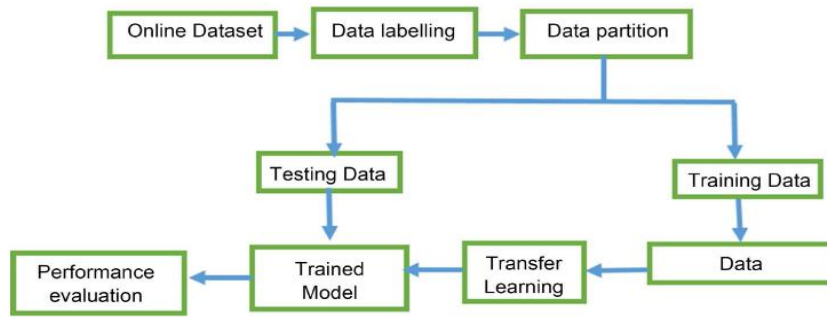 Online Dataset
Data labelling
Data partition
Testing Data
Training Data
Performance
evaluation
Trained
Model
Transfer
Learning
Data